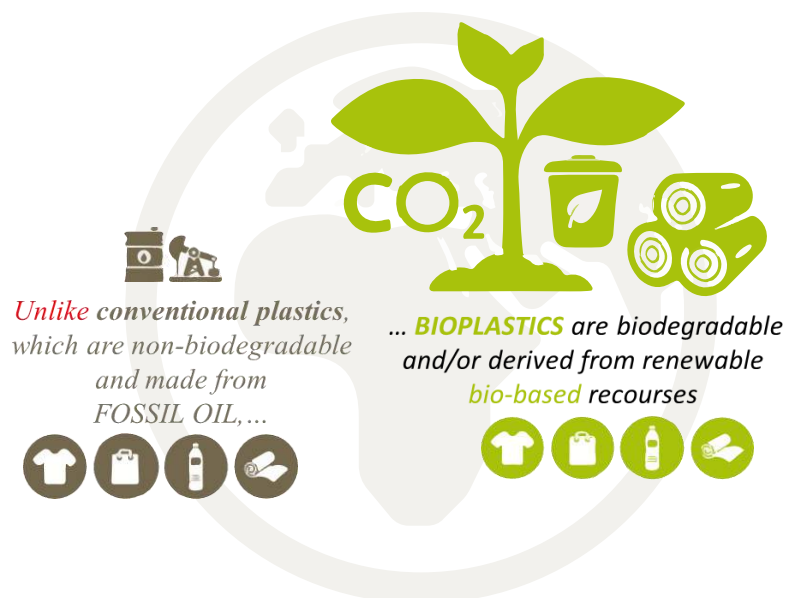 CO2
Unlike conventional plastics,
which are non-biodegradable
and made from
FOSSIL OIL,...
... BIOPLASTICS are biodegradable
and/or derived from renewable
bio-based recourses